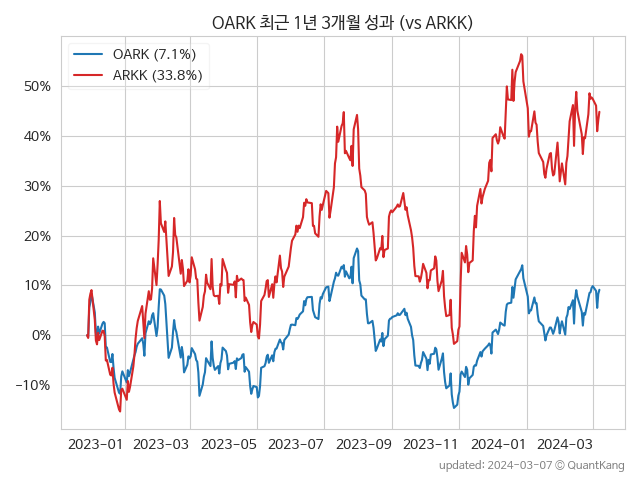 OARK 최근 1년 3개월 성과 (vs ARKK)
OARK (7.1%)
ARKK (33.8%)
50%
40%
30%
20%
10%
0%
−10%
2023−01 2023−03 2023−05 2023−07 2023−09 2023−11 2024−01 2024−03
updated: 2024−03−07 © QuantKang